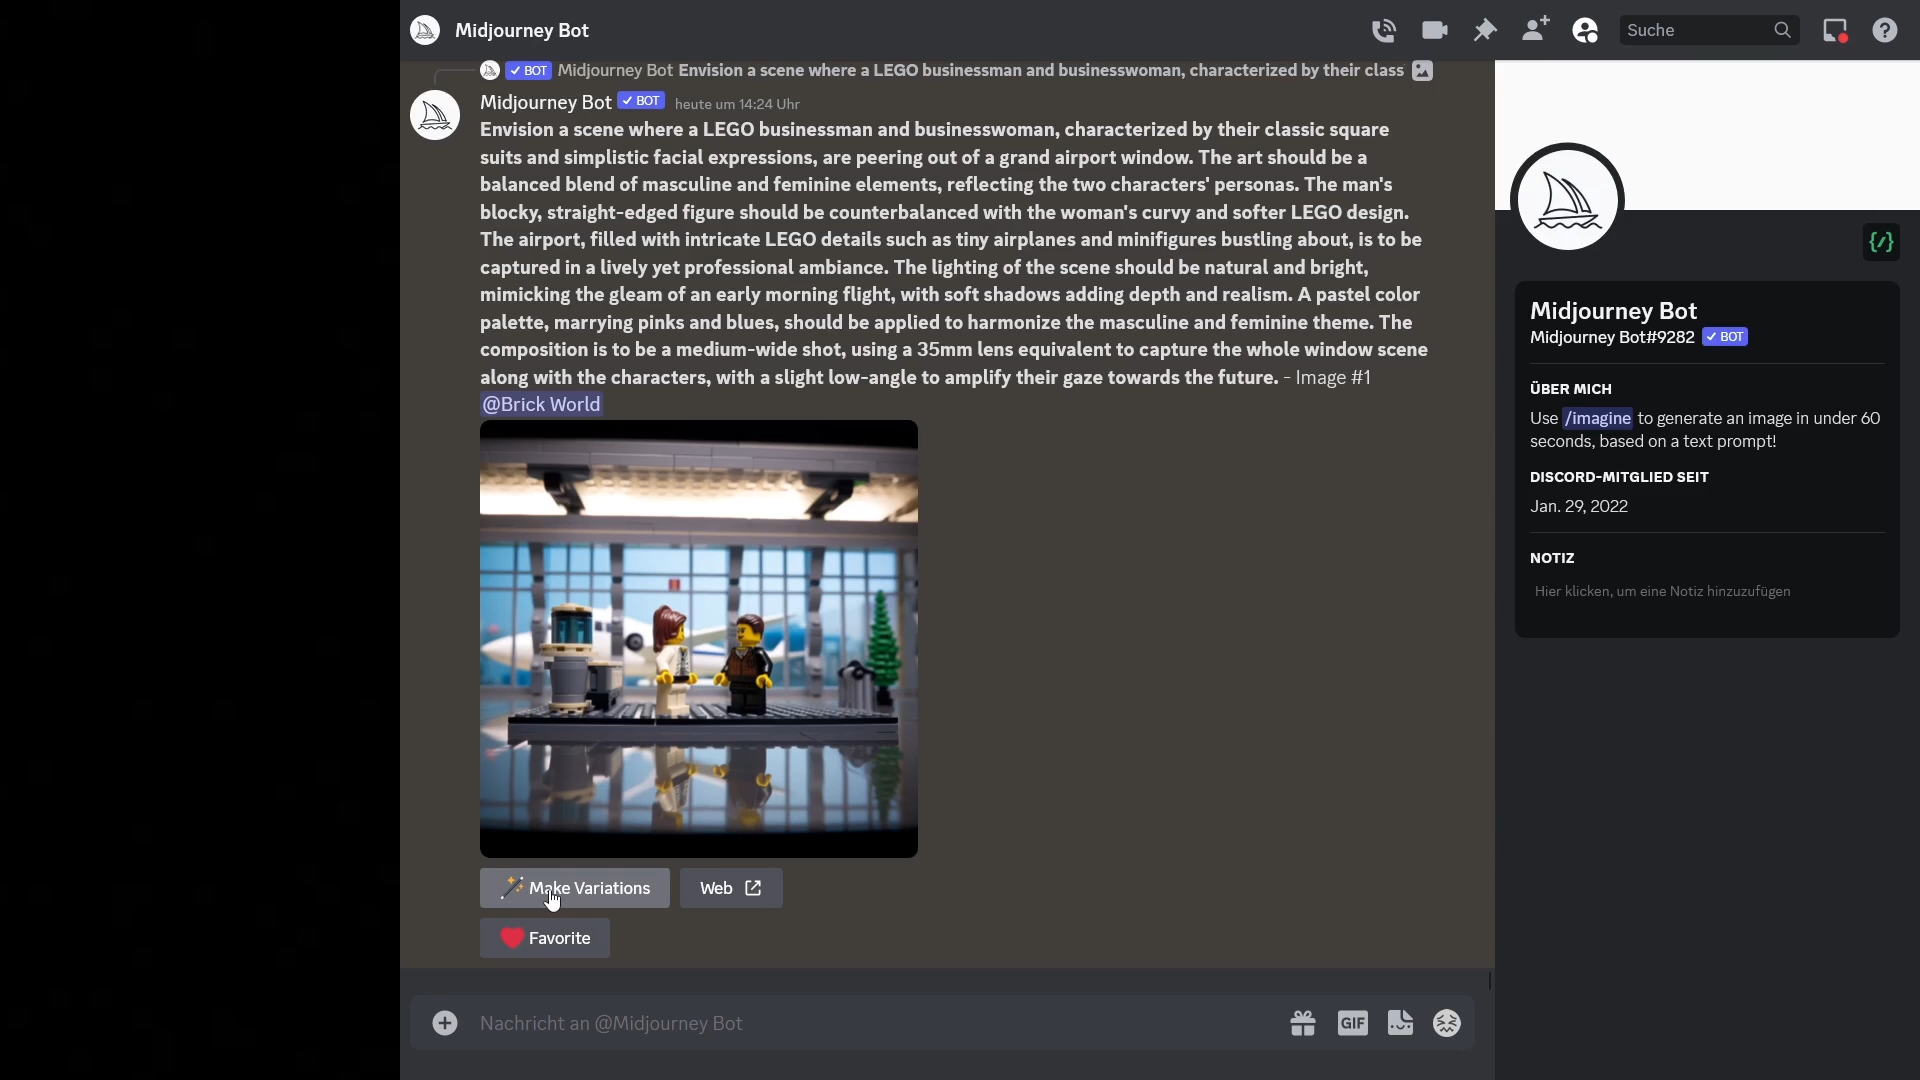 Midjourney Bot
Suche
BOT Midjourney Bot Envision a scene where a LEGO businessman and businesswoman, characterized by their class
Midjourney Bot BOT heute um 14:24 Uhr
Envision a scene where a LEGO businessman and businesswoman, characterized by their classic square
suits and simplistic facial expressions, are peering out of a grand airport window. The art should be a
balanced blend of masculine and feminine elements, reflecting the two characters' personas. The man's
blocky, straight-edged figure should be counterbalanced with the woman's curvy and softer LEGO design.
The airport, filled with intricate LEGO details such as tiny airplanes and minifigures bustling about, is to be
captured in a lively yet professional ambiance. The lighting of the scene should be natural and bright,
mimicking the gleam of an early morning flight, with soft shadows adding depth and realism. A pastel color
palette, marrying pinks and blues, should be applied to harmonize the masculine and feminine theme. The
composition is to be a medium-wide shot, using a 35mm lens equivalent to capture the whole window scene
along with the characters, with a slight low-angle to amplify their gaze towards the future. - Image #1
@Brick World
Make Variations
Web
Favorite
Nachricht an @Midjourney Bot
GIF
{/}
Midjourney Bot
Midjourney Bot#9282 BOT
ÜBER MICH
Use /imagine to generate an image in under 60
seconds, based on a text prompt!
DISCORD-MITGLIED SEIT
Jan. 29, 2022
NOTIZ
Hier klicken, um eine Notiz hinzuzufügen